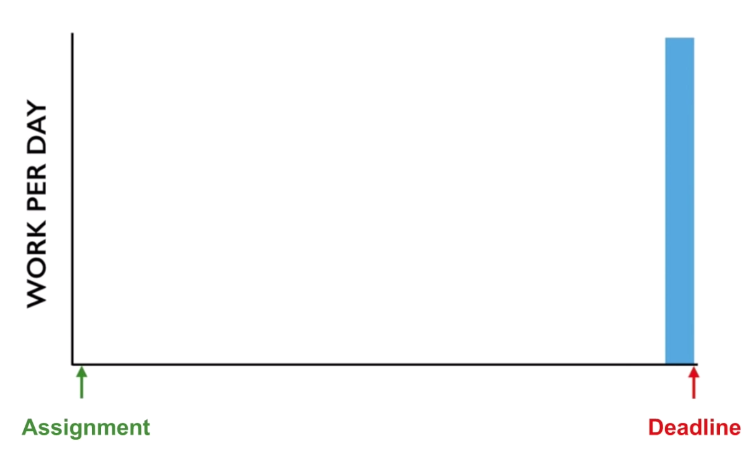 WORK PER DAY
Assignment
Deadline